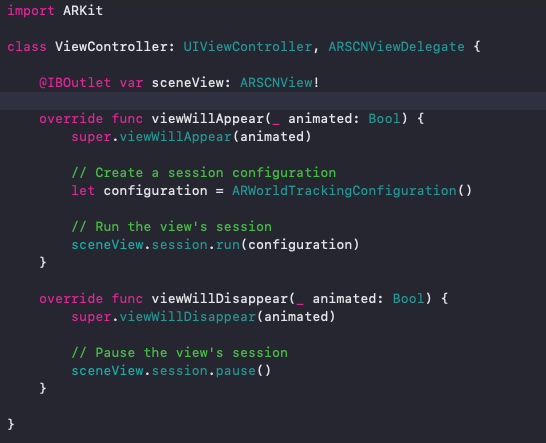 import ARKit
class ViewController: UIViewController, ARSCNViewDelegate {
@IBOutlet var sceneView: ARSCNView!
override func viewWillAppear(_ animated: Bool) {
super.viewWillAppear(animated)
// Create a session configuration
let configuration = ARWorldTrackingConfiguration()
// Run the view's session
sceneView.session.run(configuration)
}
override func viewWillDisappear(_ animated: Bool) {
super.viewWillDisappear(animated)
// Pause the view's session
sceneView.session.pause()
}
}